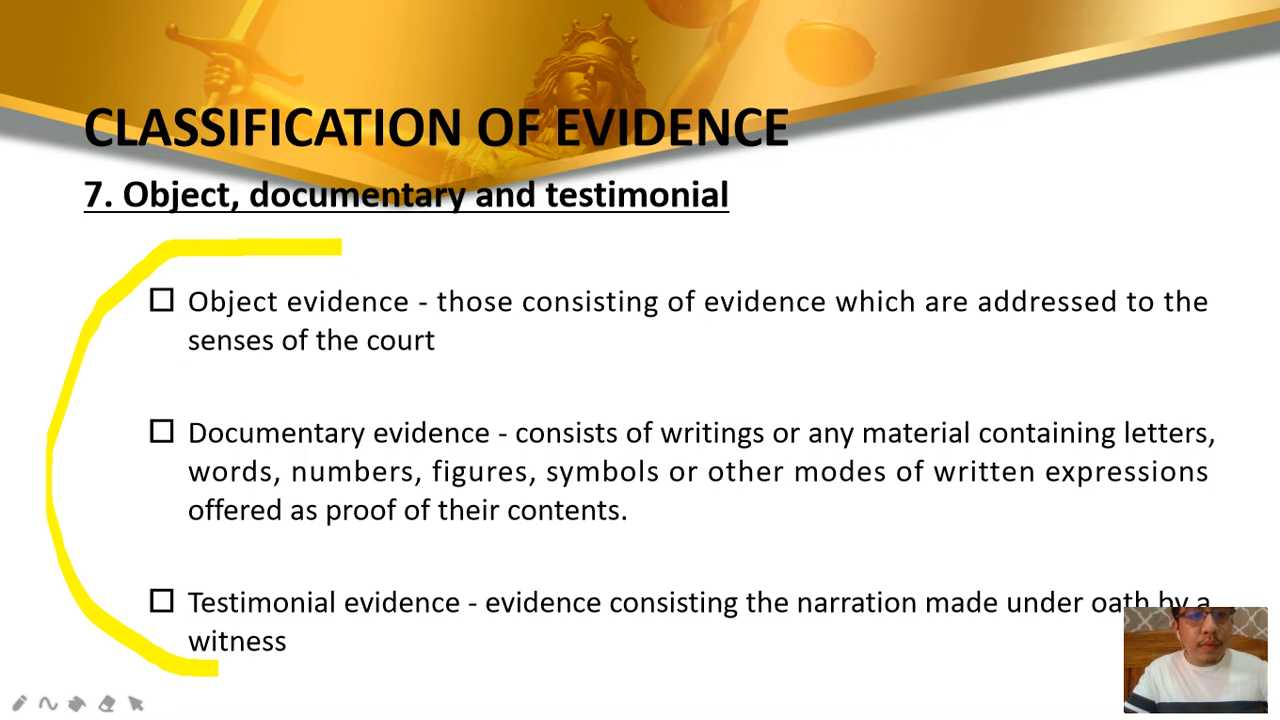 CLASSIFICATION OF EVIDENCE
7. Object, documentary and testimonial
Object evidence - those consisting of evidence which are addressed to the
senses of the court
Documentary evidence - consists of writings or any material containing letters,
words, numbers, figures, symbols or other modes of written expressions
offered as proof of their contents.
Testimonial evidence - evidence consisting the narration made under oath by a
witness